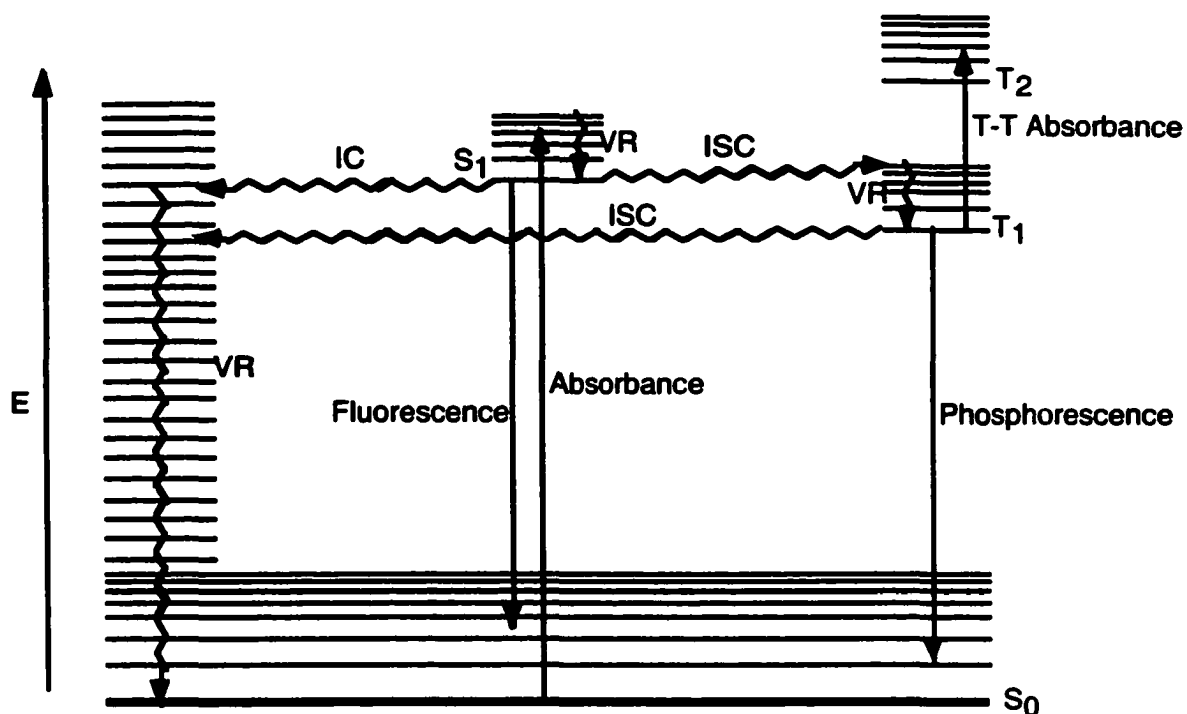 T2
T-T Absorbance
IC
S1
VR
ISC
VR
ISC
T1
VR
Absorbance
E
Fluorescence
Phosphorescence
S0